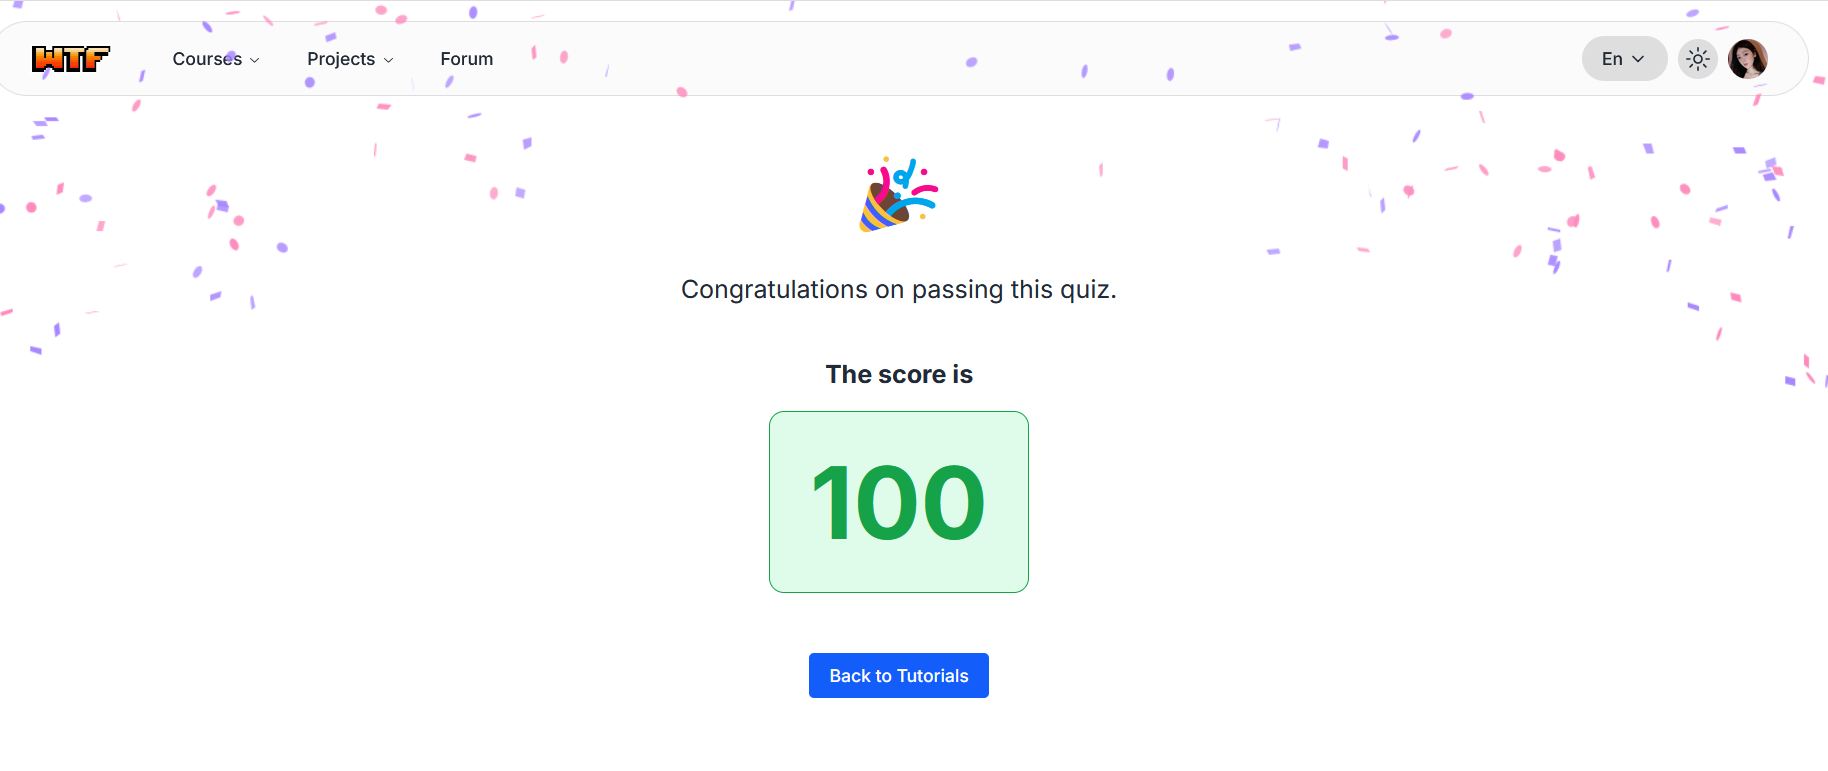 WTF
Courses
Projects
Forum
En
Congratulations on passing this quiz.
The score is
100
Back to Tutorials